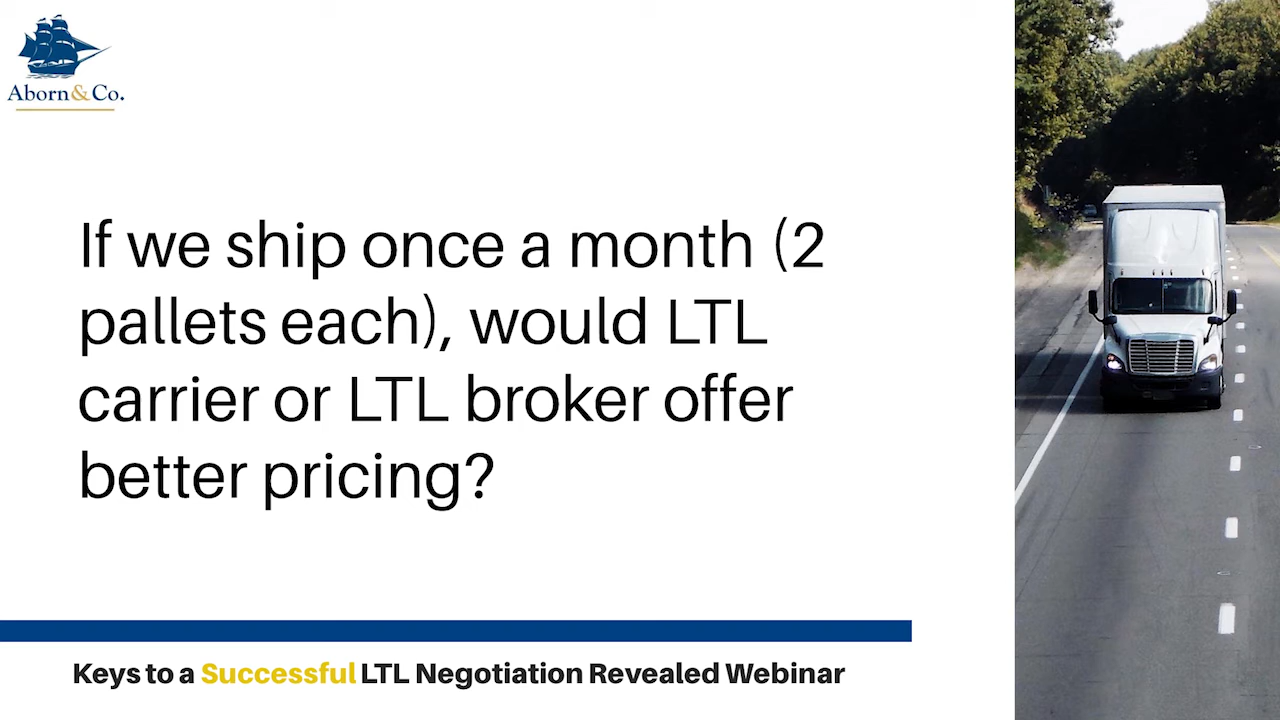 Aborn & Co.
If we ship once a month (2
pallets each), would LTL
carrier or LTL broker offer
better pricing?
Keys to a Successful LTL Negotiation Revealed Webinar